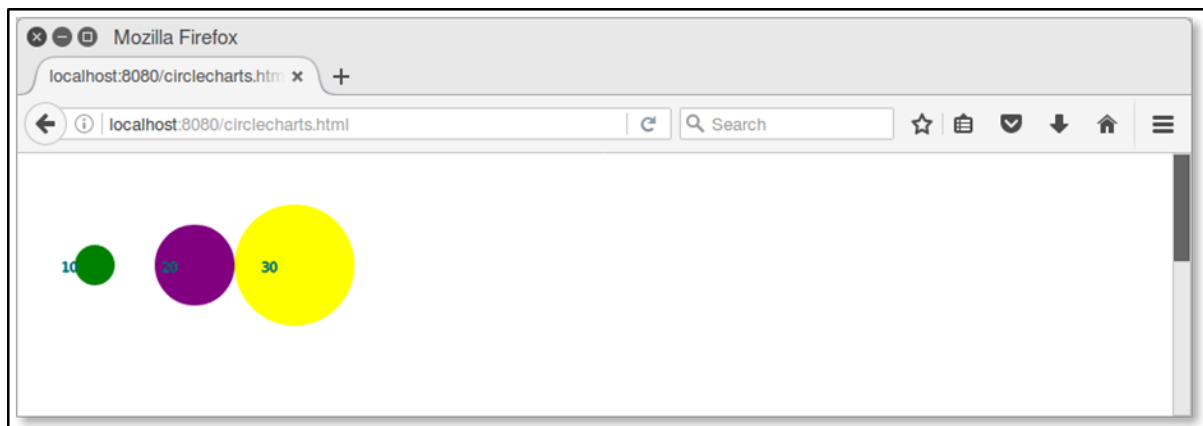 Mozilla Firefox
localhost:8080/circlecharts.htm
localhost:8080/circlecharts.html
Search
10 20 30